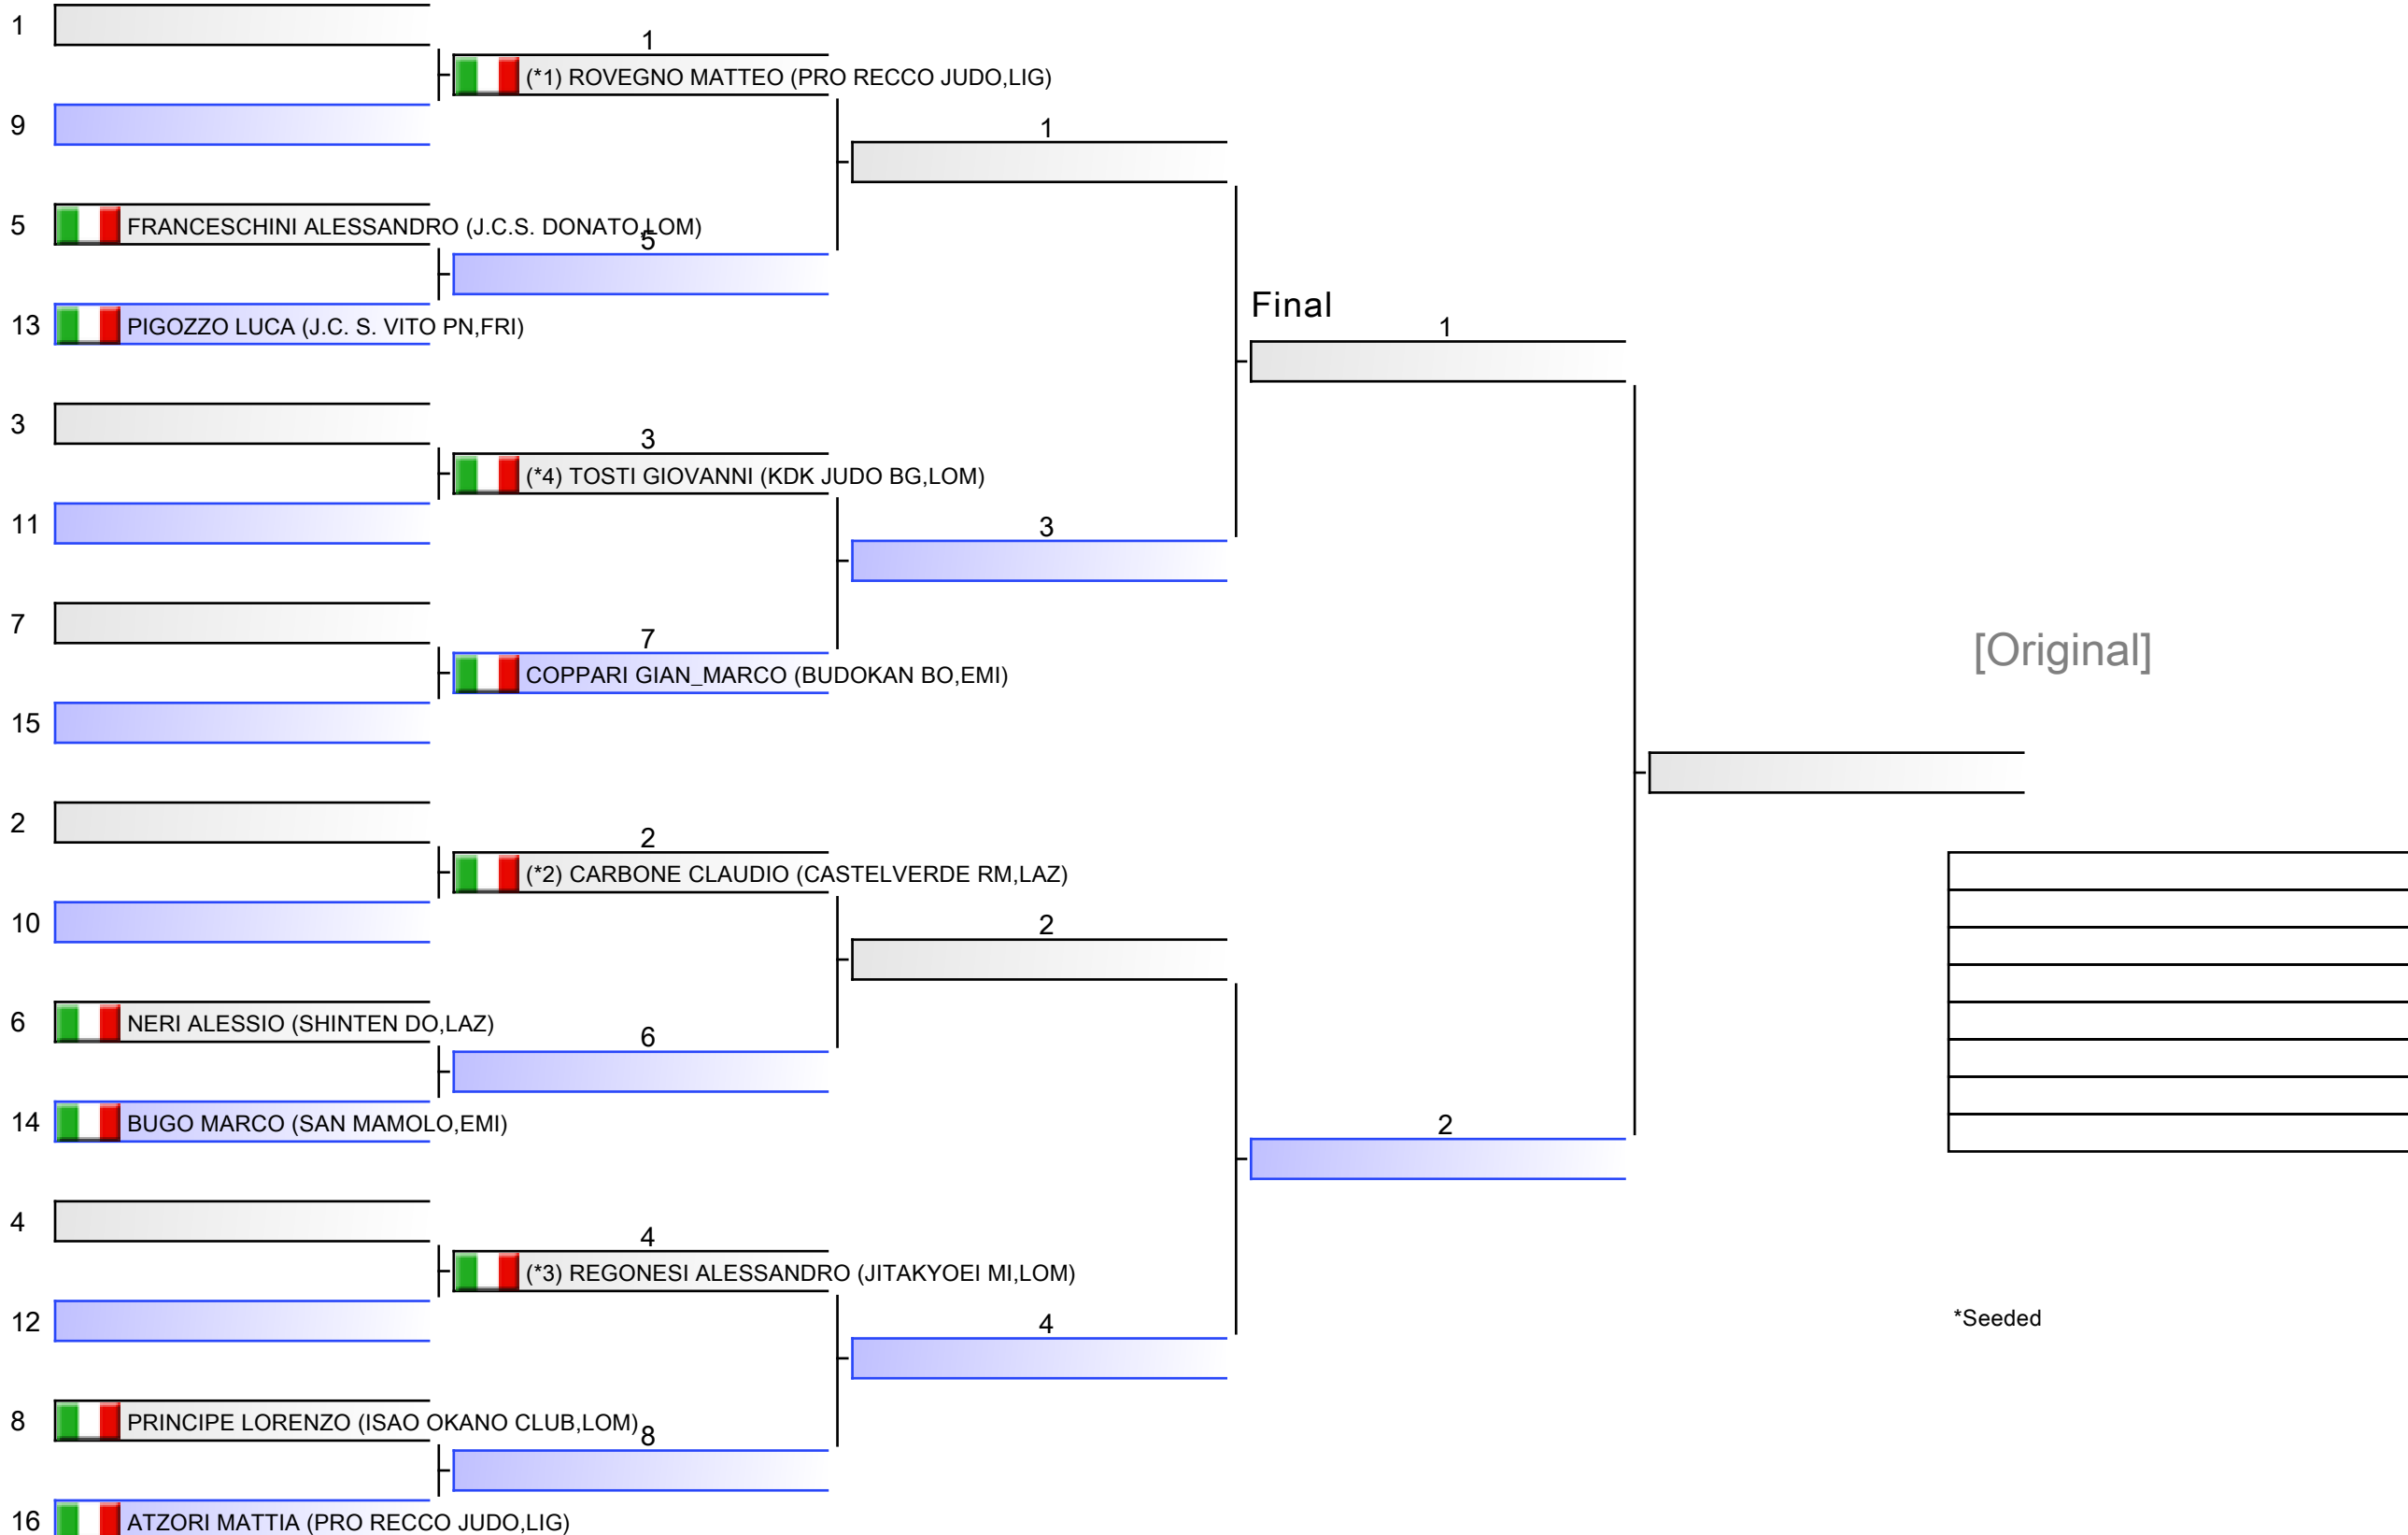 1
1
(*1) ROVEGNO MATTEO (PRO RECCO JUDO,LIG)
9
1
5
FRANCESCHINI ALESSANDRO (J.C.S. DONATO,LOM)
5
13
PIGOZZO LUCA (J.C. S. VITO PN,FRI)
Final
1
3
3
(*4) TOSTI GIOVANNI (KDK JUDO BG,LOM)
11
3
7
7
COPPARI GIAN_MARCO (BUDOKAN BO,EMI)
[Original]
15
2
2
(*2) CARBONE CLAUDIO (CASTELVERDE RM,LAZ)
10
2
6
NERI ALESSIO (SHINTEN DO,LAZ)
6
14
BUGO MARCO (SAN MAMOLO,EMI)
2
4
4
(*3) REGONESI ALESSANDRO (JITAKYOEI MI,LOM)
12
4
*Seeded
8
PRINCIPE LORENZO (ISAO OKANO CLUB,LOM)
8
16
ATZORI MATTIA (PRO RECCO JUDO,LIG)